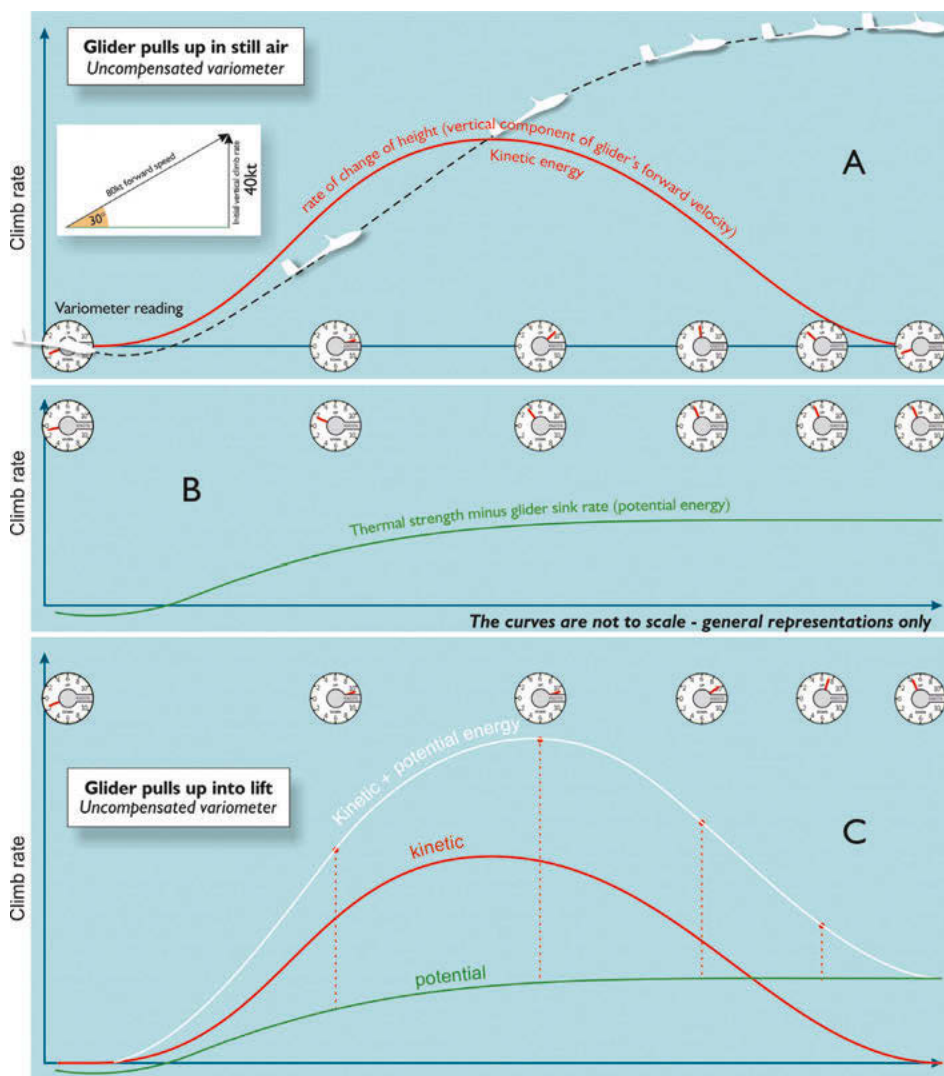 Glider pulls up in still air
Uncompensated variometer
80kt forward speed
Initial vertical climb rate
40kt
30°
rate of change of height (vertical component of glider's forward velocity)
Kinetic energy
A
Climb rate
Variometer reading
B
Climb rate
Thermal strength minus glider sink rate (potential energy)
The curves are not to scale - general representations only
Kinetic + potential energy
Glider pulls up into lift
Uncompensated variometer
C
kinetic
Climb rate
potential